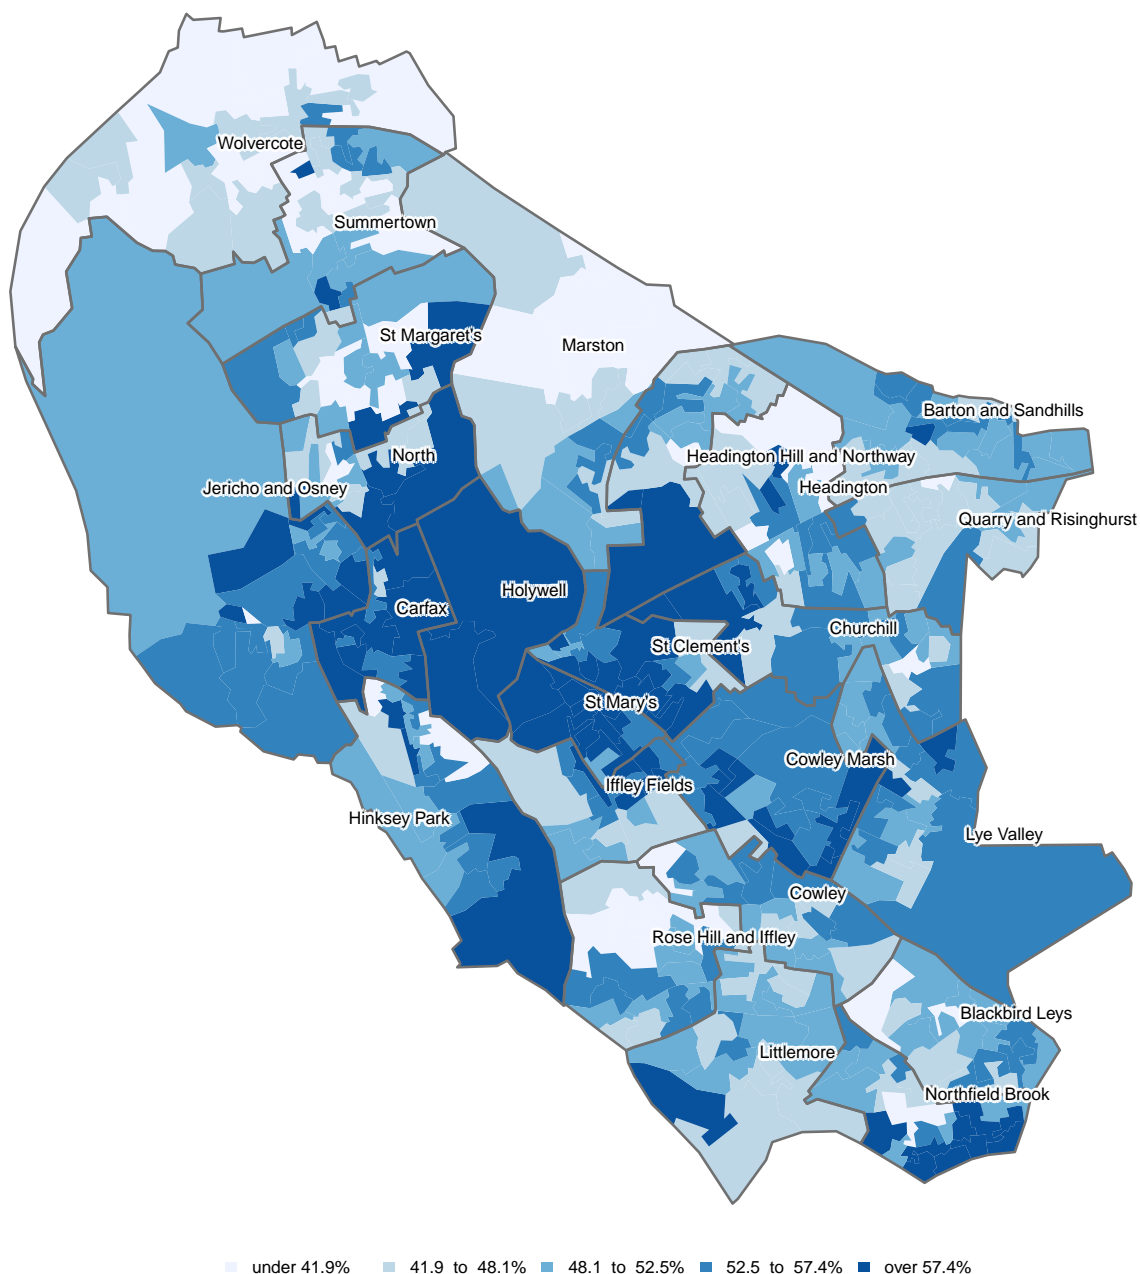 Wolvercote
Summertown
St Margaret's
Marston
Barton and Sandhills
North
Headington Hill and Northway
Jericho and Osney
Headington
Quarry and Risinghurst
Holywell
Carfax
Churchill
St Clement's
St Mary's
Cowley Marsh
Iffley Fields
Hinksey Park
Lye Valley
Cowley
Rose Hill and Iffley
Blackbird Leys
Littlemore
Northfield Brook
under 41.9% 41.9 to 48.1% 48.1 to 52.5% 52.5 to 57.4% over 57.4%